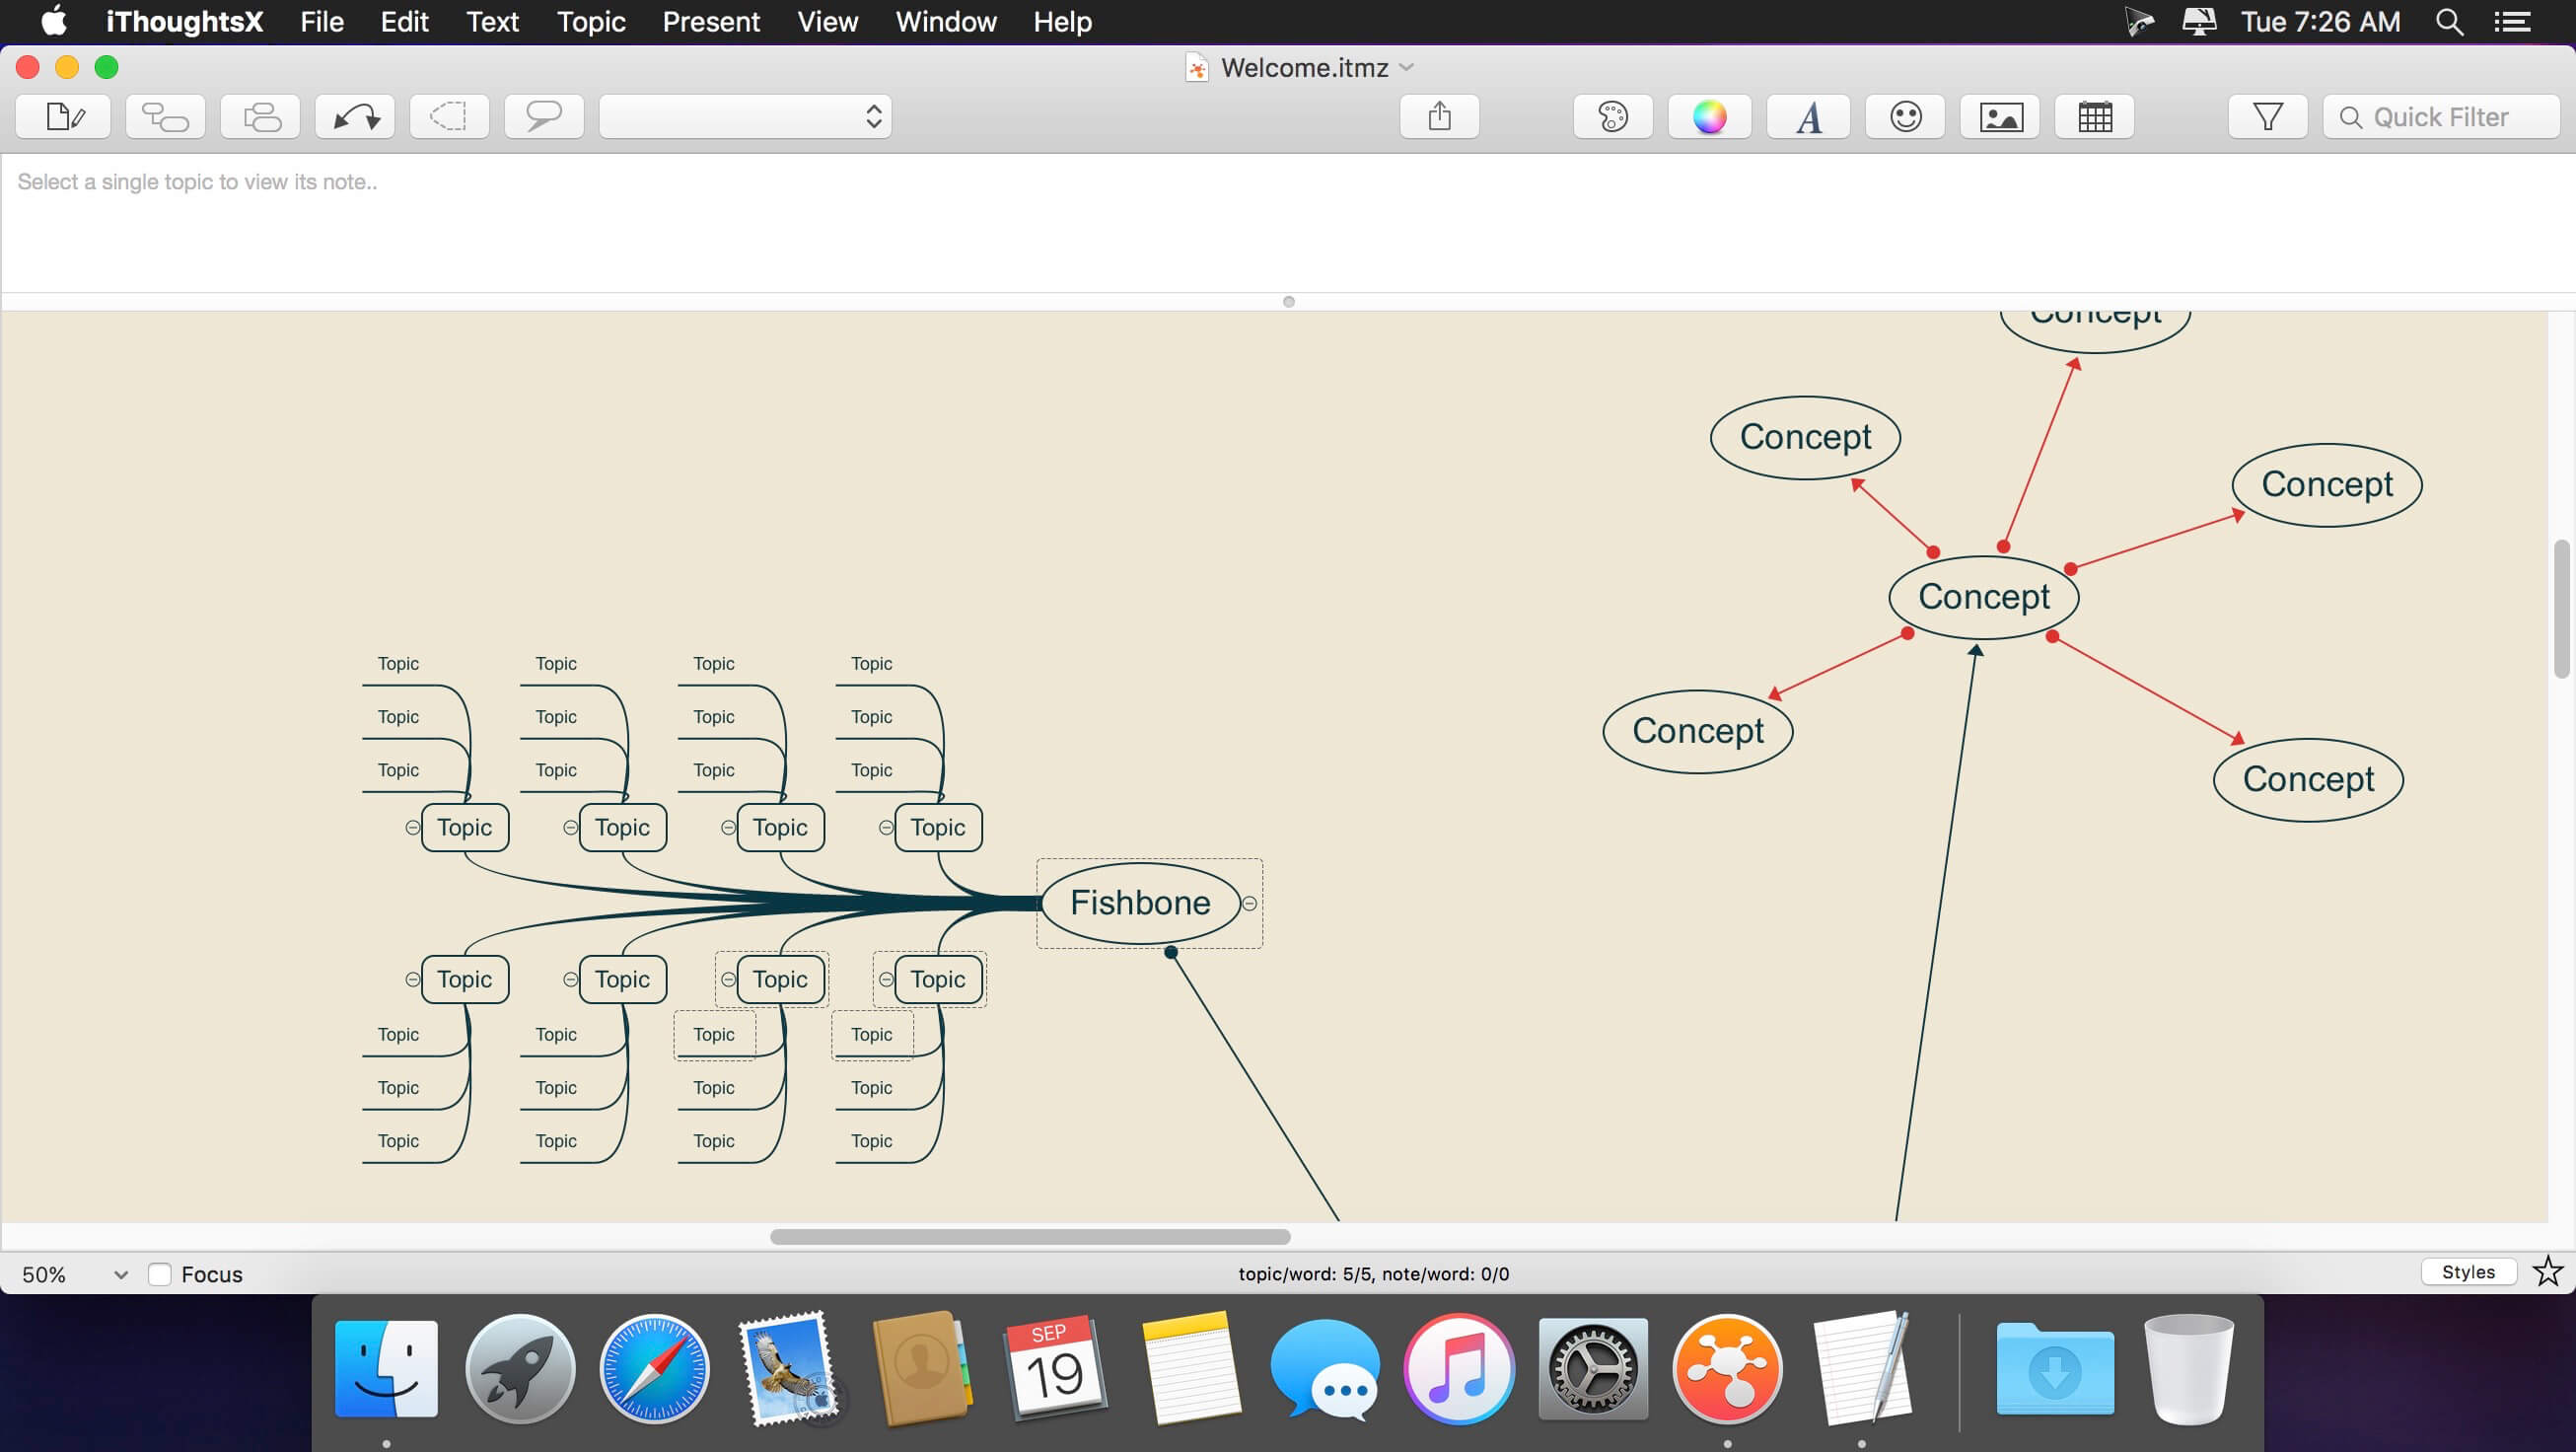 iThoughtsX File Edit Text Topic Present View Window Help Tue 7:26 AM
Welcome.itmz
A Quick Filter
Select a single topic to view its note..
Concept
Concept
Concept
Concept
Concept
Concept
Topic Topic Topic Topic
Topic Topic Topic Topic
Topic Topic Topic Topic
Topic Topic Topic Topic
Fishbone
Topic Topic Topic Topic
Topic Topic Topic Topic
Topic Topic Topic Topic
Topic Topic Topic Topic
50% Focus topic/word: 5/5, note/word: 0/0 Styles
SEP
19